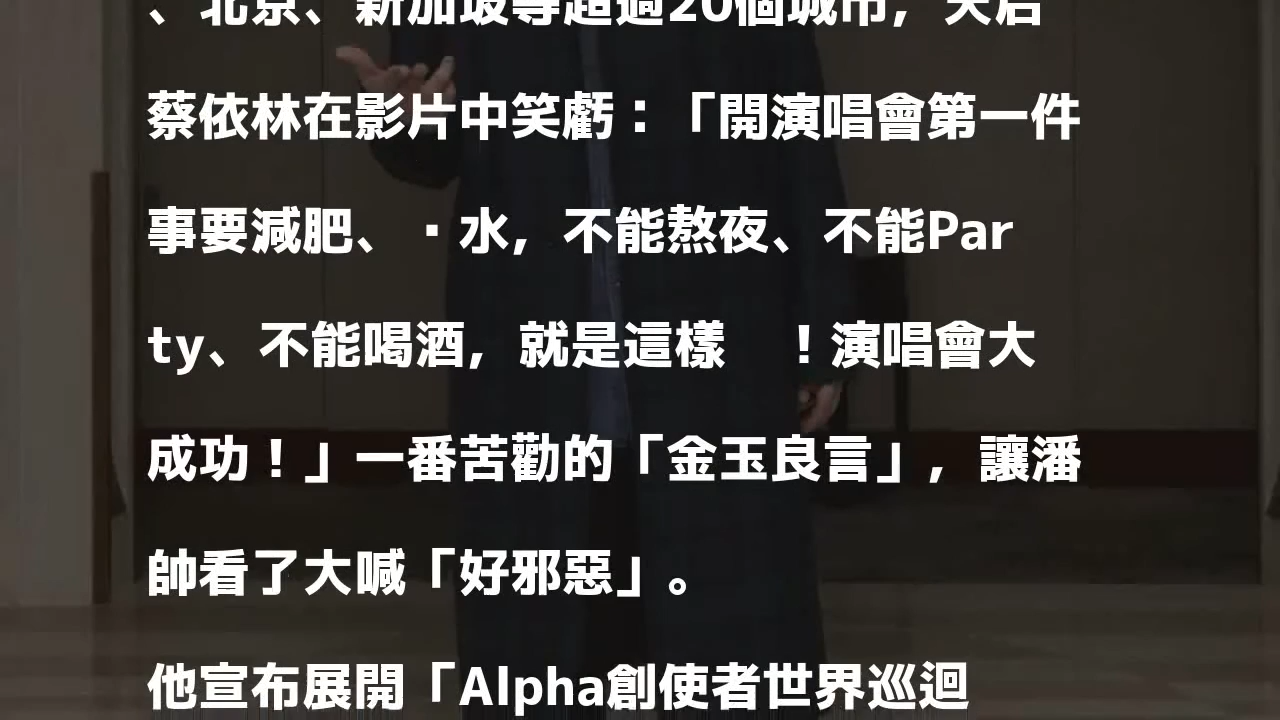 、北京、新加坡等超過20個城市，天后
蔡依林在影片中笑虧：「開演唱會第一件
事要減肥、·水，不能熬夜、不能Par
ty、不能喝酒，就是這樣　！演唱會大
成功！」一番苦勸的「金玉良言」，讓潘
帥看了大喊「好邪惡」。
他宣布展開「Alpha創使者世界巡迴